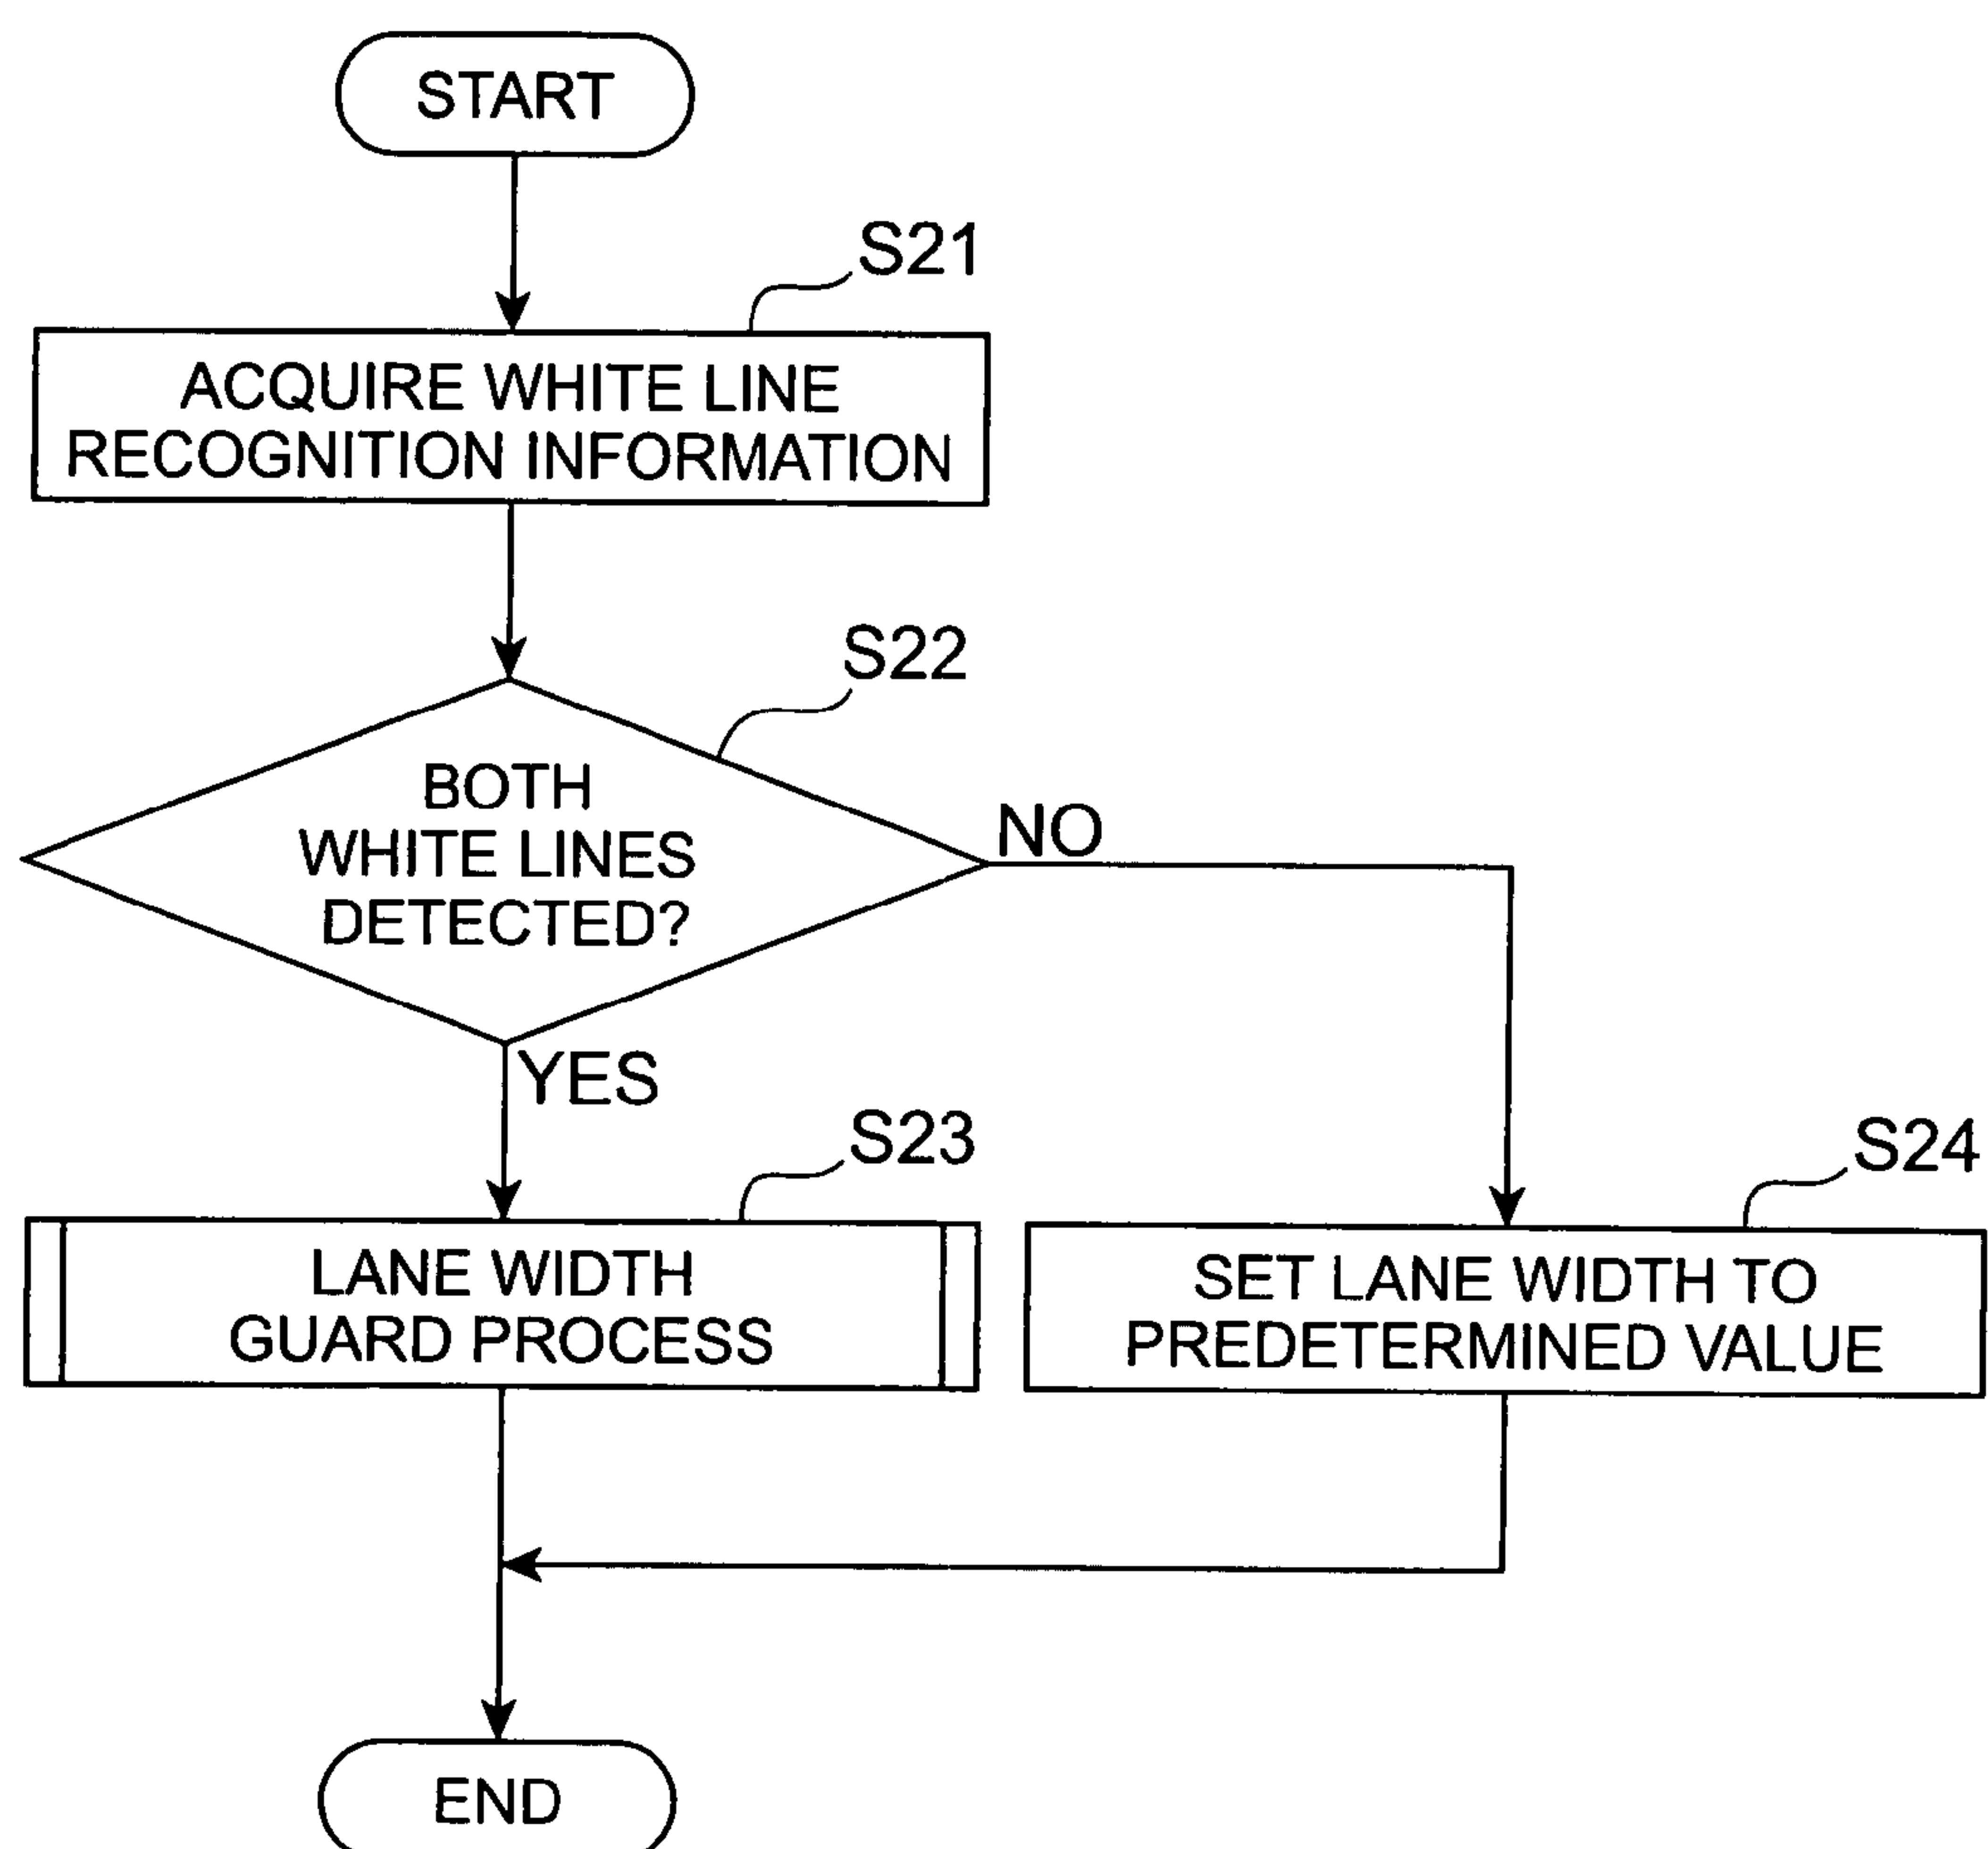 START
S21
ACQUIRE WHITE LINE
RECOGNITION INFORMATION
S22
BOTH
WHITE LINES
DETECTED?
NO
YES
S23
LANE WIDTH
GUARD PROCESS
S24
SET LANE WIDTH TO
PREDETERMINED VALUE
END